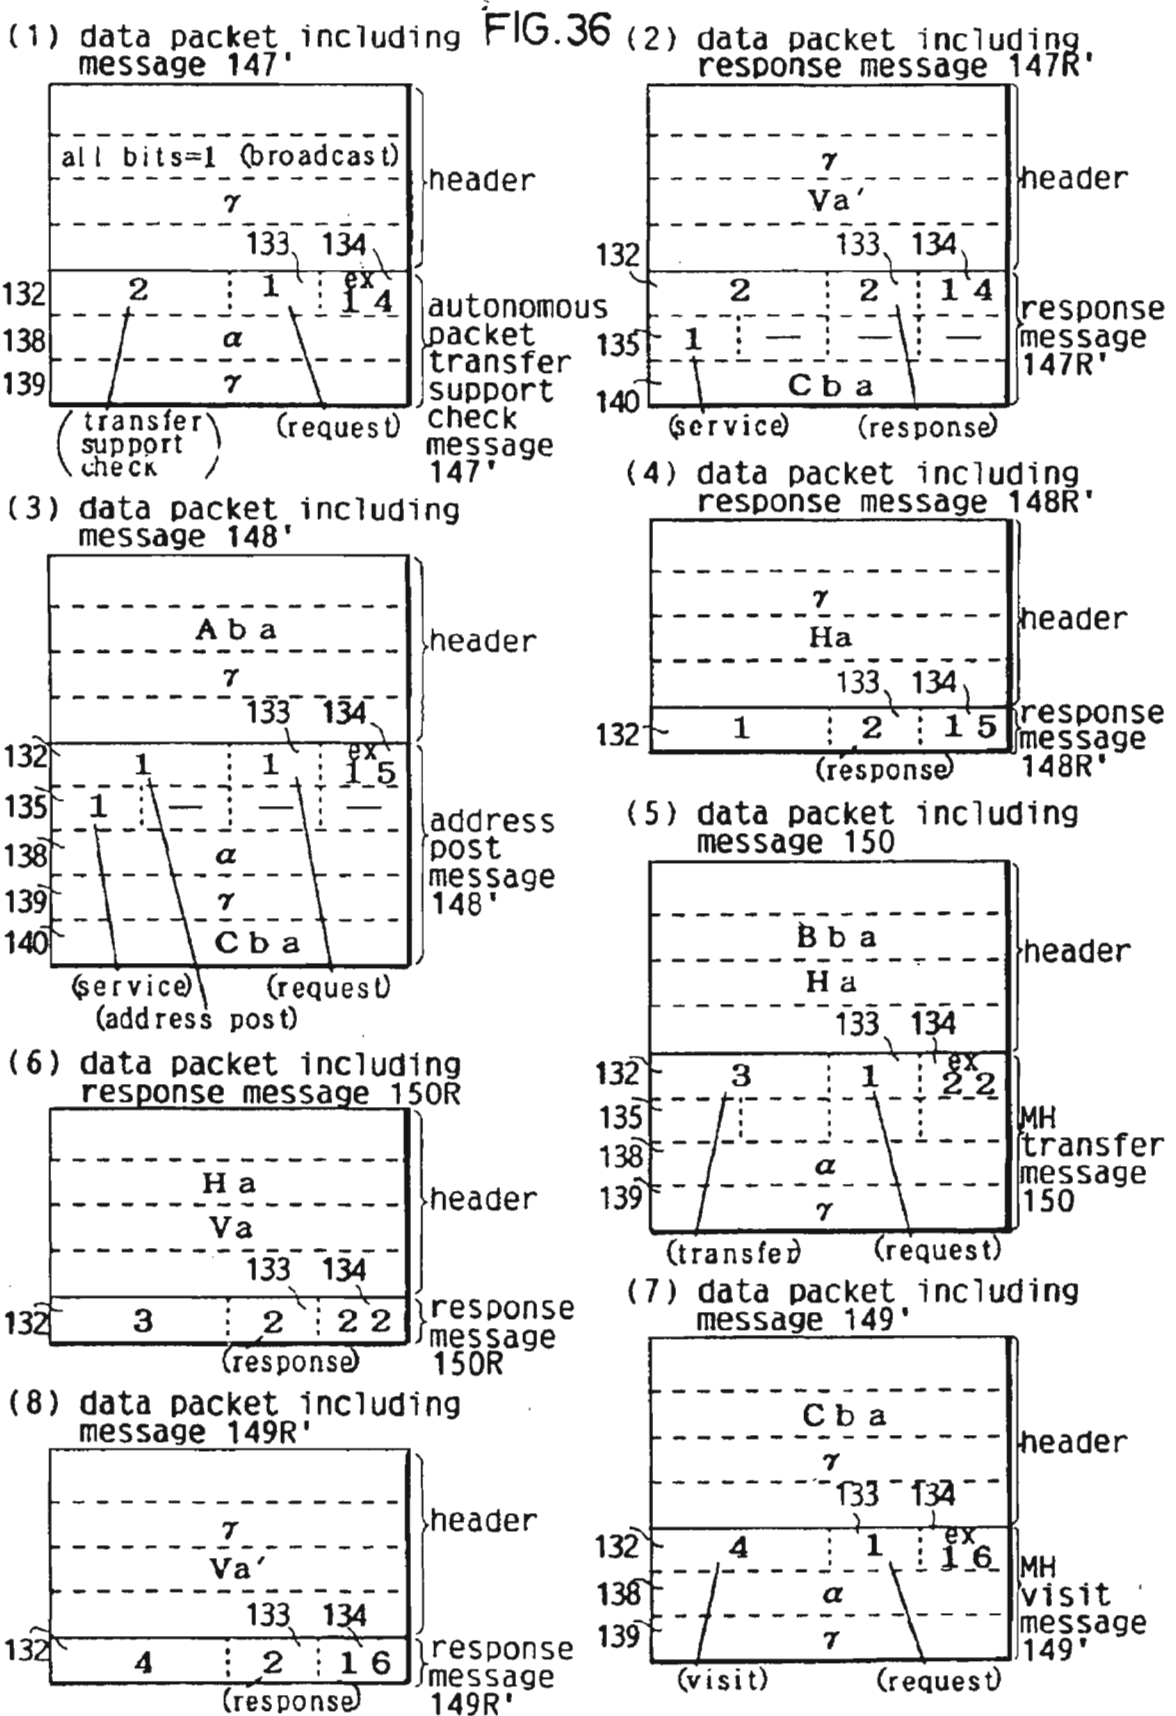 FIG.36
(1) data packet including
message 147'
all bits=1 (broadcast)
γ
header
133 134
132 2 1 ex
1 4
138 α
139 γ
autonomous
packet
transfer
support
check
message
147'
(transfer
support
check)
(request)
(2) data packet including
response message 147R'
γ
Va′
header
133 134
132 2 2 1 4
135 1 — — —
140 Cba
response
message
147R'
(service) (response)
(3) data packet including
message 148'
Aba
γ
header
133 134
132 1 1 ex
1 5
135 1 — — —
138 α
139 γ
140 Cba
address
post
message
148'
(service) (request)
(address post)
(4) data packet including
response message 148R'
γ
Ha
header
133 134
132 1 2 1 5
response
message
148R'
(response)
(5) data packet including
message 150
Bba
Ha
header
133 134
132 3 1 ex
2 2
135
138 α
139 γ
MH
transfer
message
150
(transfer) (request)
(6) data packet including
response message 150R
Ha
Va
header
133 134
132 3 2 2 2
response
message
150R
(response)
(7) data packet including
message 149'
Cba
γ
header
133 134
132 4 1 ex
1 6
138 α
139 γ
MH
visit
message
149'
(visit) (request)
(8) data packet including
message 149R'
γ
Va′
header
133 134
132 4 2 1 6
response
message
149R'
(response)